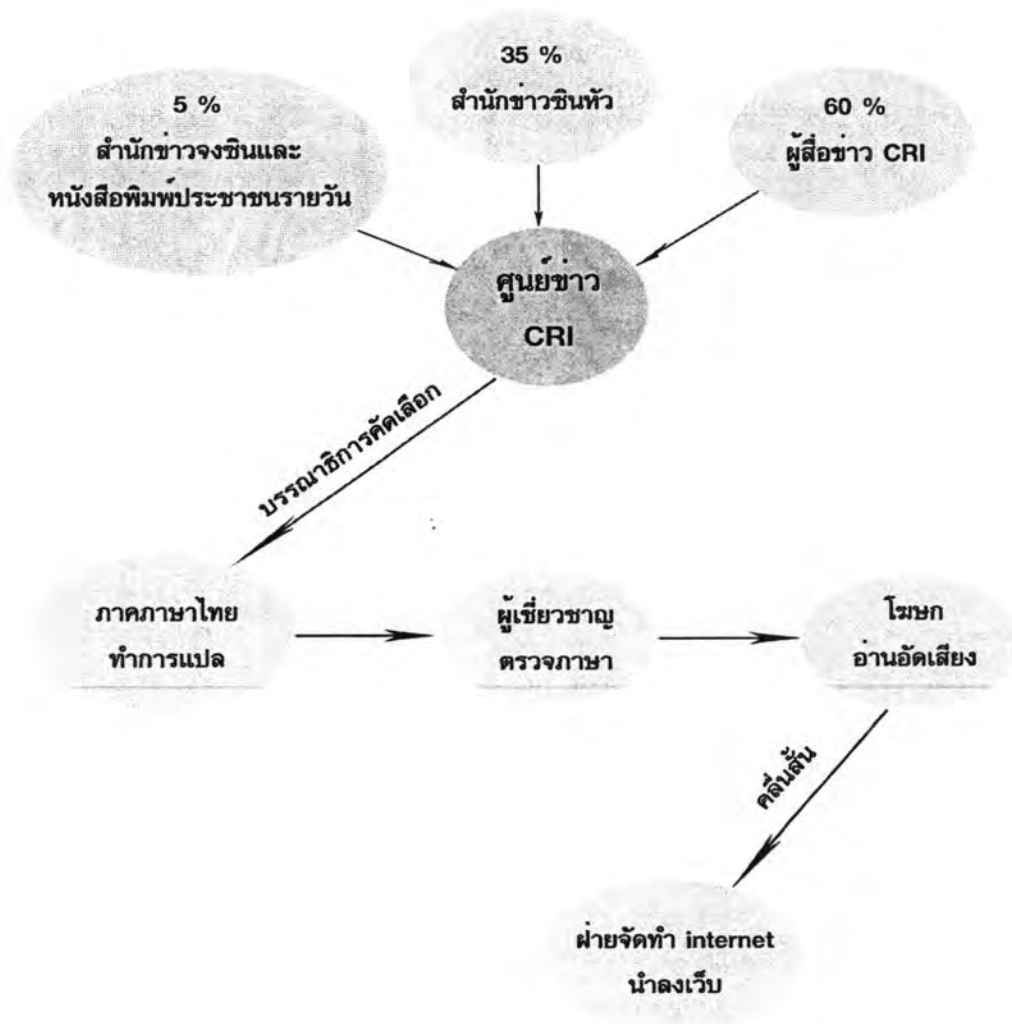 35 %
สำนักข่าวซินหัว
5 %
สำนักข่าวจงซินและ
หนังสือพิมพ์ประชาชนรายวัน
60 %
ผู้สื่อข่าว CRI
ศูนย์ข่าว
CRI
บรรณาธิการคัดเลือก
ภาคภาษาไทย
ทำการแปล
ผู้เชี่ยวชาญ
ตรวจภาษา
โฆษก
อ่านอัดเสียง
คลื่นสั้น
ฝ่ายจัดทำ internet
นำลงเว็บ